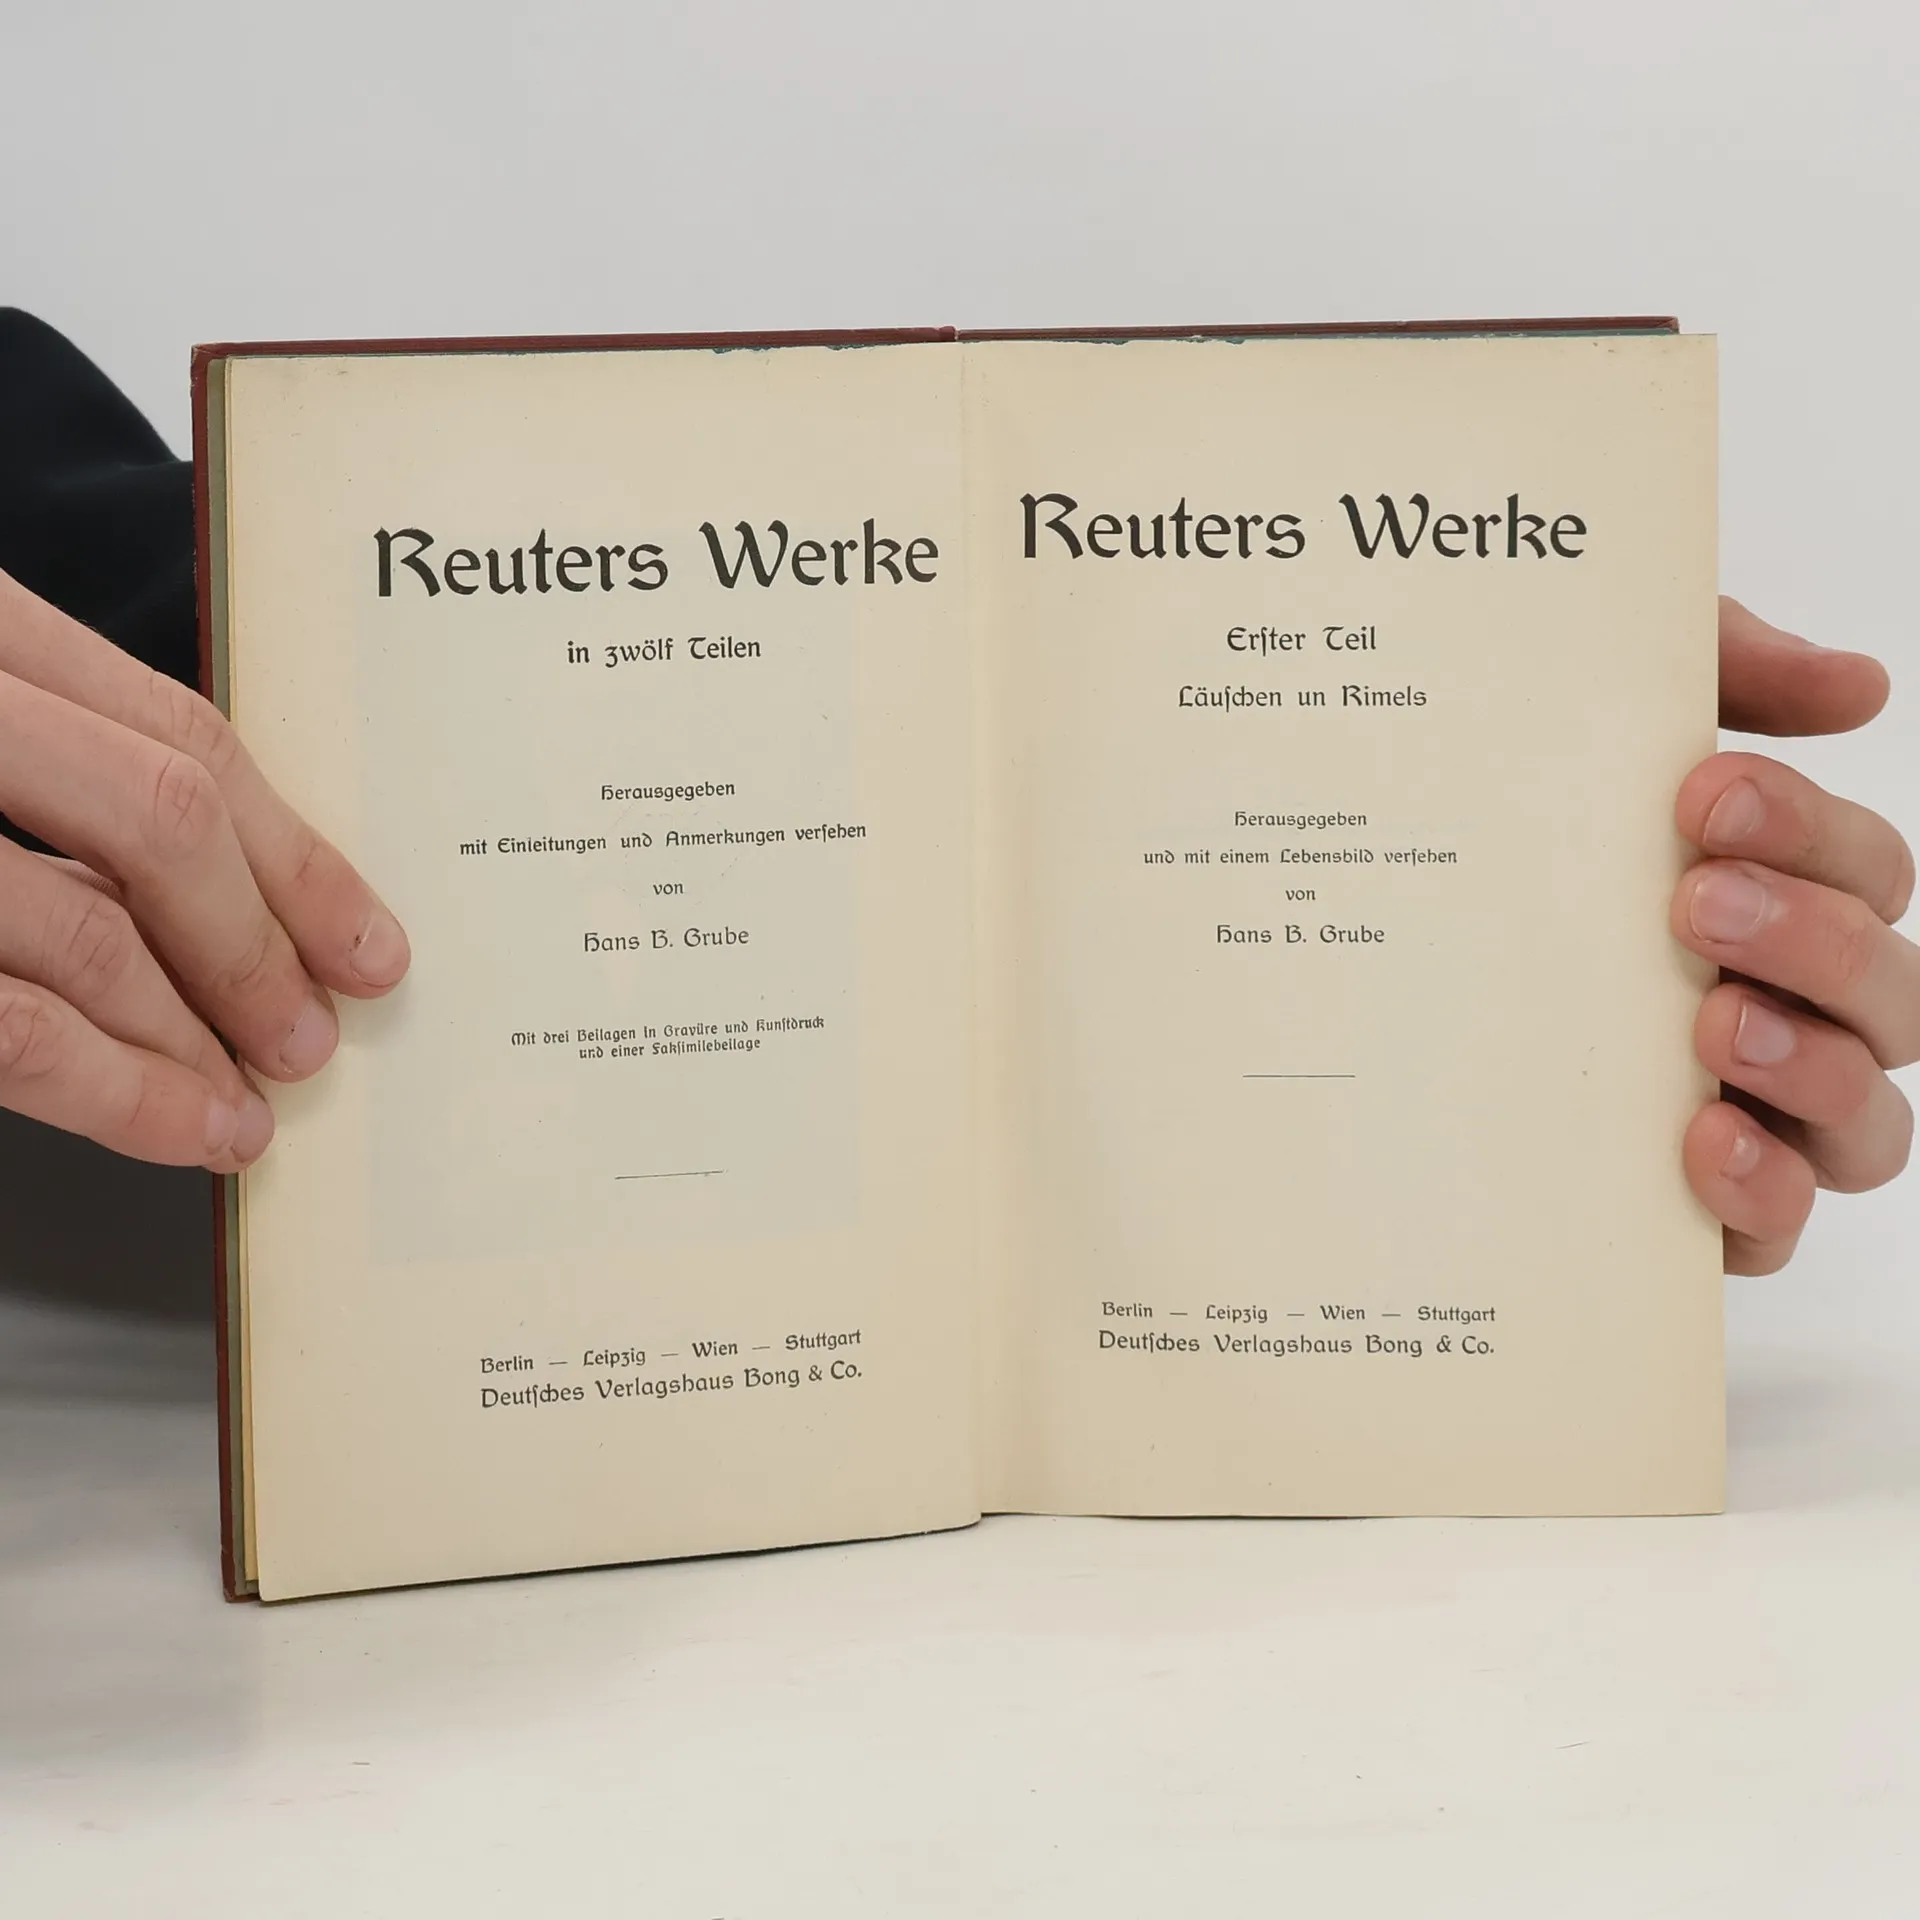 Reuters Werke
in zwölf Teilen
Herausgegeben
mit Einleitungen und Anmerkungen verſehen
von
Hans B. Grube
Mit drei Beilagen in Gravüre und Kunſtdruck
und einer Fakſimilebeilage
Berlin — Leipzig — Wien — Stuttgart
Deutſches Verlagshaus Bong & Co.
Reuters Werke
Erſter Teil
Läuſchen un Rimels
Herausgegeben
und mit einem Lebensbild verſehen
von
Hans B. Grube
Berlin — Leipzig — Wien — Stuttgart
Deutſches Verlagshaus Bong & Co.